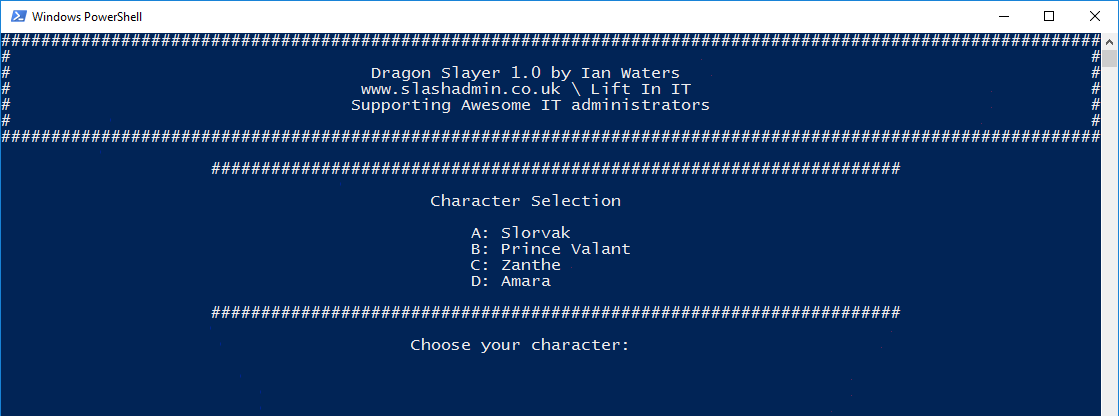 Windows PowerShell
##############################################################################################################
# #
# Dragon Slayer 1.0 by Ian Waters #
# www.slashadmin.co.uk \ Lift In IT #
# Supporting Awesome IT administrators #
# #
##############################################################################################################
#####################################################################
Character Selection
A: Slorvak
B: Prince Valant
C: Zanthe
D: Amara
#####################################################################
Choose your character: